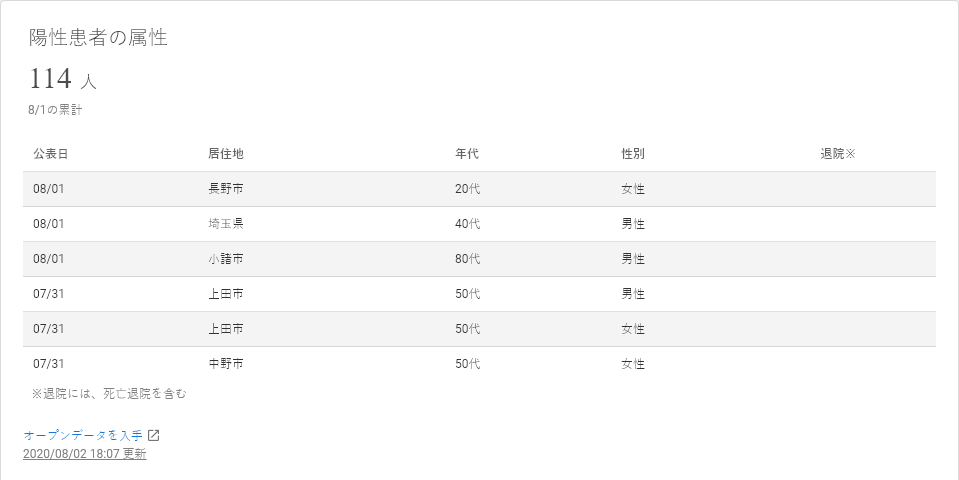 陽性患者の属性
114 人
8/1の累計
公表日 居住地 年代 性別 退院※
08/01 長野市 20代 女性
08/01 埼玉県 40代 男性
08/01 小諸市 80代 男性
07/31 上田市 50代 男性
07/31 上田市 50代 女性
07/31 中野市 50代 女性
※退院には、死亡退院を含む
オープンデータを入手
2020/08/02 18:07 更新